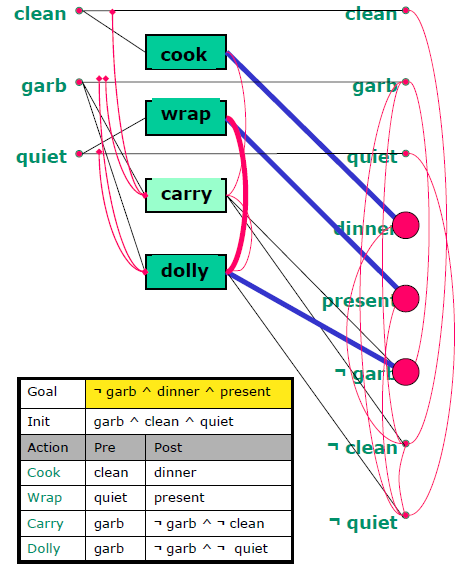 clean clean
cook
garb garb
wrap
quiet quiet
carry
dinner
dolly
present
¬ garb
¬ clean
¬ quiet
Goal ¬ garb ^ dinner ^ present
Init garb ^ clean ^ quiet
Action Pre Post
Cook clean dinner
Wrap quiet present
Carry garb ¬ garb ^ ¬ clean
Dolly garb ¬ garb ^ ¬ quiet